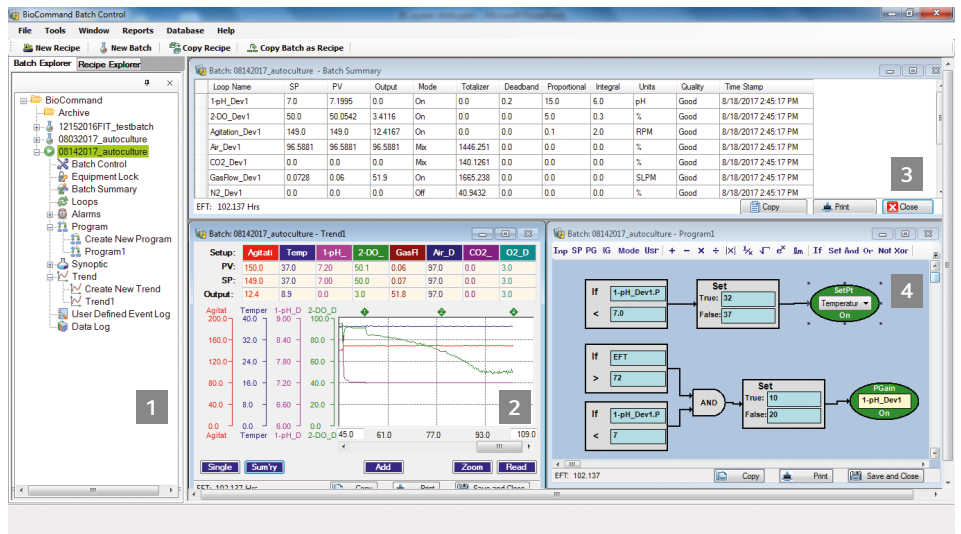 BioCommand Batch Control
File Tools Window Reports Database Help
New Recipe New Batch Copy Recipe Copy Batch as Recipe
Batch Explorer Recipe Explorer
BioCommand
Archive
12152016FIT_testbatch
08032017_autoculture
08142017_autoculture
Batch Control
Equipment Lock
Batch Summary
Loops
Alarms
Program
Create New Program
Program1
Synoptic
Trend
Create New Trend
Trend1
User Defined Event Log
Data Log
1
Batch: 08142017_autoculture - Batch Summary
Loop Name SP PV Output Mode Totalizer Deadband Proportional Integral Units Quality Time Stamp
1-pH_Dev1 7.0 7.1995 0.0 On 0.0 0.2 15.0 6.0 pH Good 8/18/2017 2:45:17 PM
2-DO_Dev1 50.0 50.0542 3.4116 On 0.0 0.0 5.0 0.3 % Good 8/18/2017 2:45:17 PM
Agitation_Dev1 149.0 149.0 12.4167 On 0.0 0.1 2.0 RPM Good 8/18/2017 2:45:17 PM
Air_Dev1 96.5881 96.5881 96.5881 Mix 1446.251 0.0 0.0 0.0 % Good 8/18/2017 2:45:17 PM
CO2_Dev1 0.0 0.0 0.0 Mix 140.1261 0.0 0.0 0.0 % Good 8/18/2017 2:45:17 PM
GasFlow_Dev1 0.0728 0.06 51.9 On 1665.238 0.0 0.0 0.0 SLPM Good 8/18/2017 2:45:17 PM
N2_Dev1 0.0 0.0 0.0 Off 40.9432 0.0 0.0 0.0 % Good 8/18/2017 2:45:17 PM
3
EFT: 102.137 Hrs Copy Print Close
Batch: 08142017_autoculture - Trend1
Setup: Agitati Temp 1-pH_ 2-DO_ GasFl Air_D CO2_ O2_D
PV: 150.0 37.0 7.20 50.1 0.06 97.0 0.0 3.0
SP: 149.0 37.0 7.00 50.0 0.07 97.0 0.0 3.0
Output: 12.4 8.9 0.0 3.0 51.8 97.0 0.0 3.0
Agitat Temper 1-pH_D 2-DO_D
200.0 40.0 9.00 100.0
160.0 32.0 8.40 80.0
120.0 24.0 7.80 60.0
80.0 16.0 7.20 40.0
40.0 8.0 6.60 20.0
0.0 0.0 6.00 0.0
Agitat Temper 1-pH_D 2-DO_D 45.0 61.0 77.0 93.0 109.0
2
Single Sum'ry Add Zoom Read
EFT: 102.137 Hrs Copy Print Save and Close
Batch: 08142017_autoculture - Program1
Inp SP PG IG Mode Usr + − × ÷ |X| ⅟x √ eˣ ln If Set And Or Not Xor
If 1-pH_Dev1.P
< 7.0
Set
True: 32
False: 37
SetPt
Temperatur
On
4
If EFT
> 72
If 1-pH_Dev1.P
< 7
AND
Set
True: 10
False: 20
PGain
1-pH_Dev1
On
EFT: 102.137 Copy Print Save and Close